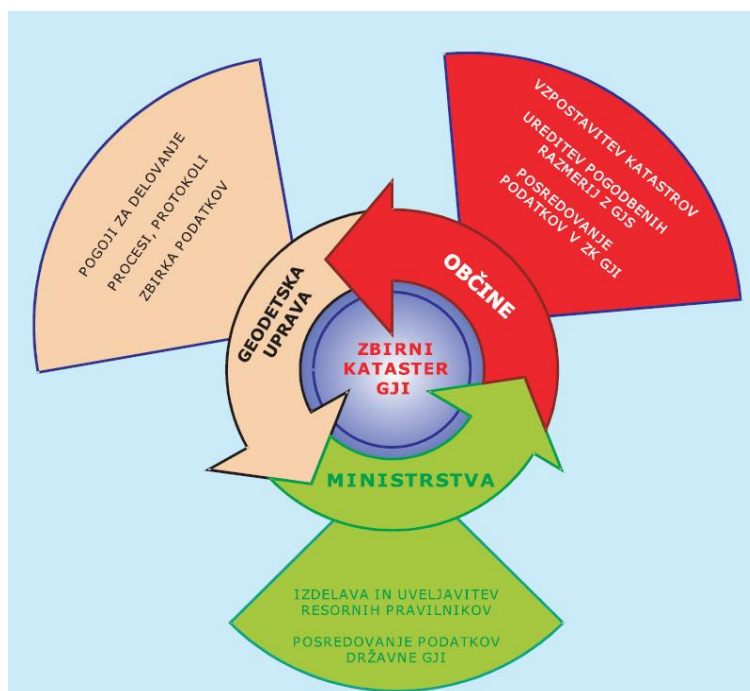 POGOJI ZA DELOVANJE
PROCESI, PROTOKOLI
ZBIRKA PODATKOV
VZPOSTAVITEV KATASTROV
UREDITEV POGODBENIH
RAZMERIJ Z GJS
POSREDOVANJE
PODATKOV V ZK GJI
GEODETSKA
UPRAVA
OBČINE
ZBIRNI
KATASTER
GJI
MINISTRSTVA
IZDELAVA IN UVELJAVITEV
RESORNIH PRAVILNIKOV
POSREDOVANJE PODATKOV
DRŽAVNE GJI